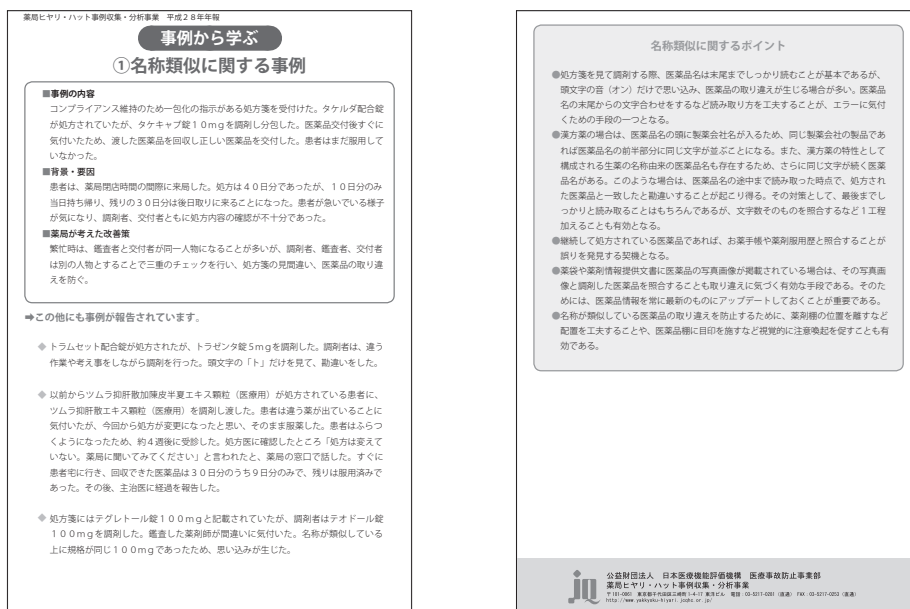 薬局ヒヤリ・ハット事例収集・分析事業　平成２８年年報
事例から学ぶ
①名称類似に関する事例
■事例の内容
コンプライアンス維持のため一包化の指示がある処方箋を受付けた。タケルダ配合錠
が処方されていたが、タケキャブ錠１０ｍｇを調剤し分包した。医薬品交付後すぐに
気付いたため、渡した医薬品を回収し正しい医薬品を交付した。患者はまだ服用して
いなかった。
■背景・要因
患者は、薬局閉店時間の間際に来局した。処方は４０日分であったが、１０日分のみ
当日持ち帰り、残りの３０日分は後日取りに来ることになった。患者が急いでいる様子
が気になり、調剤者、交付者ともに処方内容の確認が不十分であった。
■薬局が考えた改善策
繁忙時は、鑑査者と交付者が同一人物になることが多いが、調剤者、鑑査者、交付者
は別の人物とすることで三重のチェックを行い、処方箋の見間違い、医薬品の取り違
えを防ぐ。
➡この他にも事例が報告されています。
◆トラムセット配合錠が処方されたが、トラゼンタ錠５ｍｇを調剤した。調剤者は、違う
作業や考え事をしながら調剤を行った。頭文字の「ト」だけを見て、勘違いをした。
◆以前からツムラ抑肝散加陳皮半夏エキス顆粒（医療用）が処方されている患者に、
ツムラ抑肝散エキス顆粒（医療用）を調剤し渡した。患者は違う薬が出ていることに
気付いたが、今回から処方が変更になったと思い、そのまま服薬した。患者はふらつ
くようになったため、約４週後に受診した。処方医に確認したところ「処方は変えて
いない。薬局に聞いてみてください」と言われたと、薬局の窓口で話した。すぐに
患者宅に行き、回収できた医薬品は３０日分のうち９日分のみで、残りは服用済みで
あった。その後、主治医に経過を報告した。
◆処方箋にはテグレトール錠１００ｍｇと記載されていたが、調剤者はテオドール錠
１００ｍｇを調剤した。鑑査した薬剤師が間違いに気付いた。名称が類似している
上に規格が同じ１００ｍｇであったため、思い込みが生じた。
名称類似に関するポイント
●処方箋を見て調剤する際、医薬品名は末尾までしっかり読むことが基本であるが、
頭文字の音（オン）だけで思い込み、医薬品の取り違えが生じる場合が多い。医薬品
名の末尾からの文字合わせをするなど読み取り方を工夫することが、エラーに気付
くための手段の一つとなる。
●漢方薬の場合は、医薬品名の頭に製薬会社名が入るため、同じ製薬会社の製品であ
れば医薬品名の前半部分に同じ文字が並ぶことになる。また、漢方薬の特性として
構成される生薬の名称由来の医薬品名も存在するため、さらに同じ文字が続く医薬
品名がある。このような場合は、医薬品名の途中まで読み取った時点で、処方され
た医薬品と一致したと勘違いすることが起こり得る。その対策として、最後までし
っかりと読み取ることはもちろんであるが、文字数そのものを照合するなど１工程
加えることも有効となる。
●継続して処方されている医薬品であれば、お薬手帳や薬剤服用歴と照合することが
誤りを発見する契機となる。
●薬袋や薬剤情報提供文書に医薬品の写真画像が掲載されている場合は、その写真画
像と調剤した医薬品を照合することも取り違えに気づく有効な手段である。そのた
めには、医薬品情報を常に最新のものにアップデートしておくことが重要である。
●名称が類似している医薬品の取り違えを防止するために、薬剤棚の位置を離すなど
配置を工夫することや、医薬品棚に目印を施すなど視覚的に注意喚起を促すことも有
効である。
jq
公益財団法人　日本医療機能評価機構　医療事故防止事業部
薬局ヒヤリ・ハット事例収集・分析事業
〒101-0061　東京都千代田区三崎町1-4-17 東洋ビル　電話：03-5217-0281（直通）　FAX：03-5217-0253（直通）
http://www.yakkyoku-hiyari.jcqhc.or.jp/